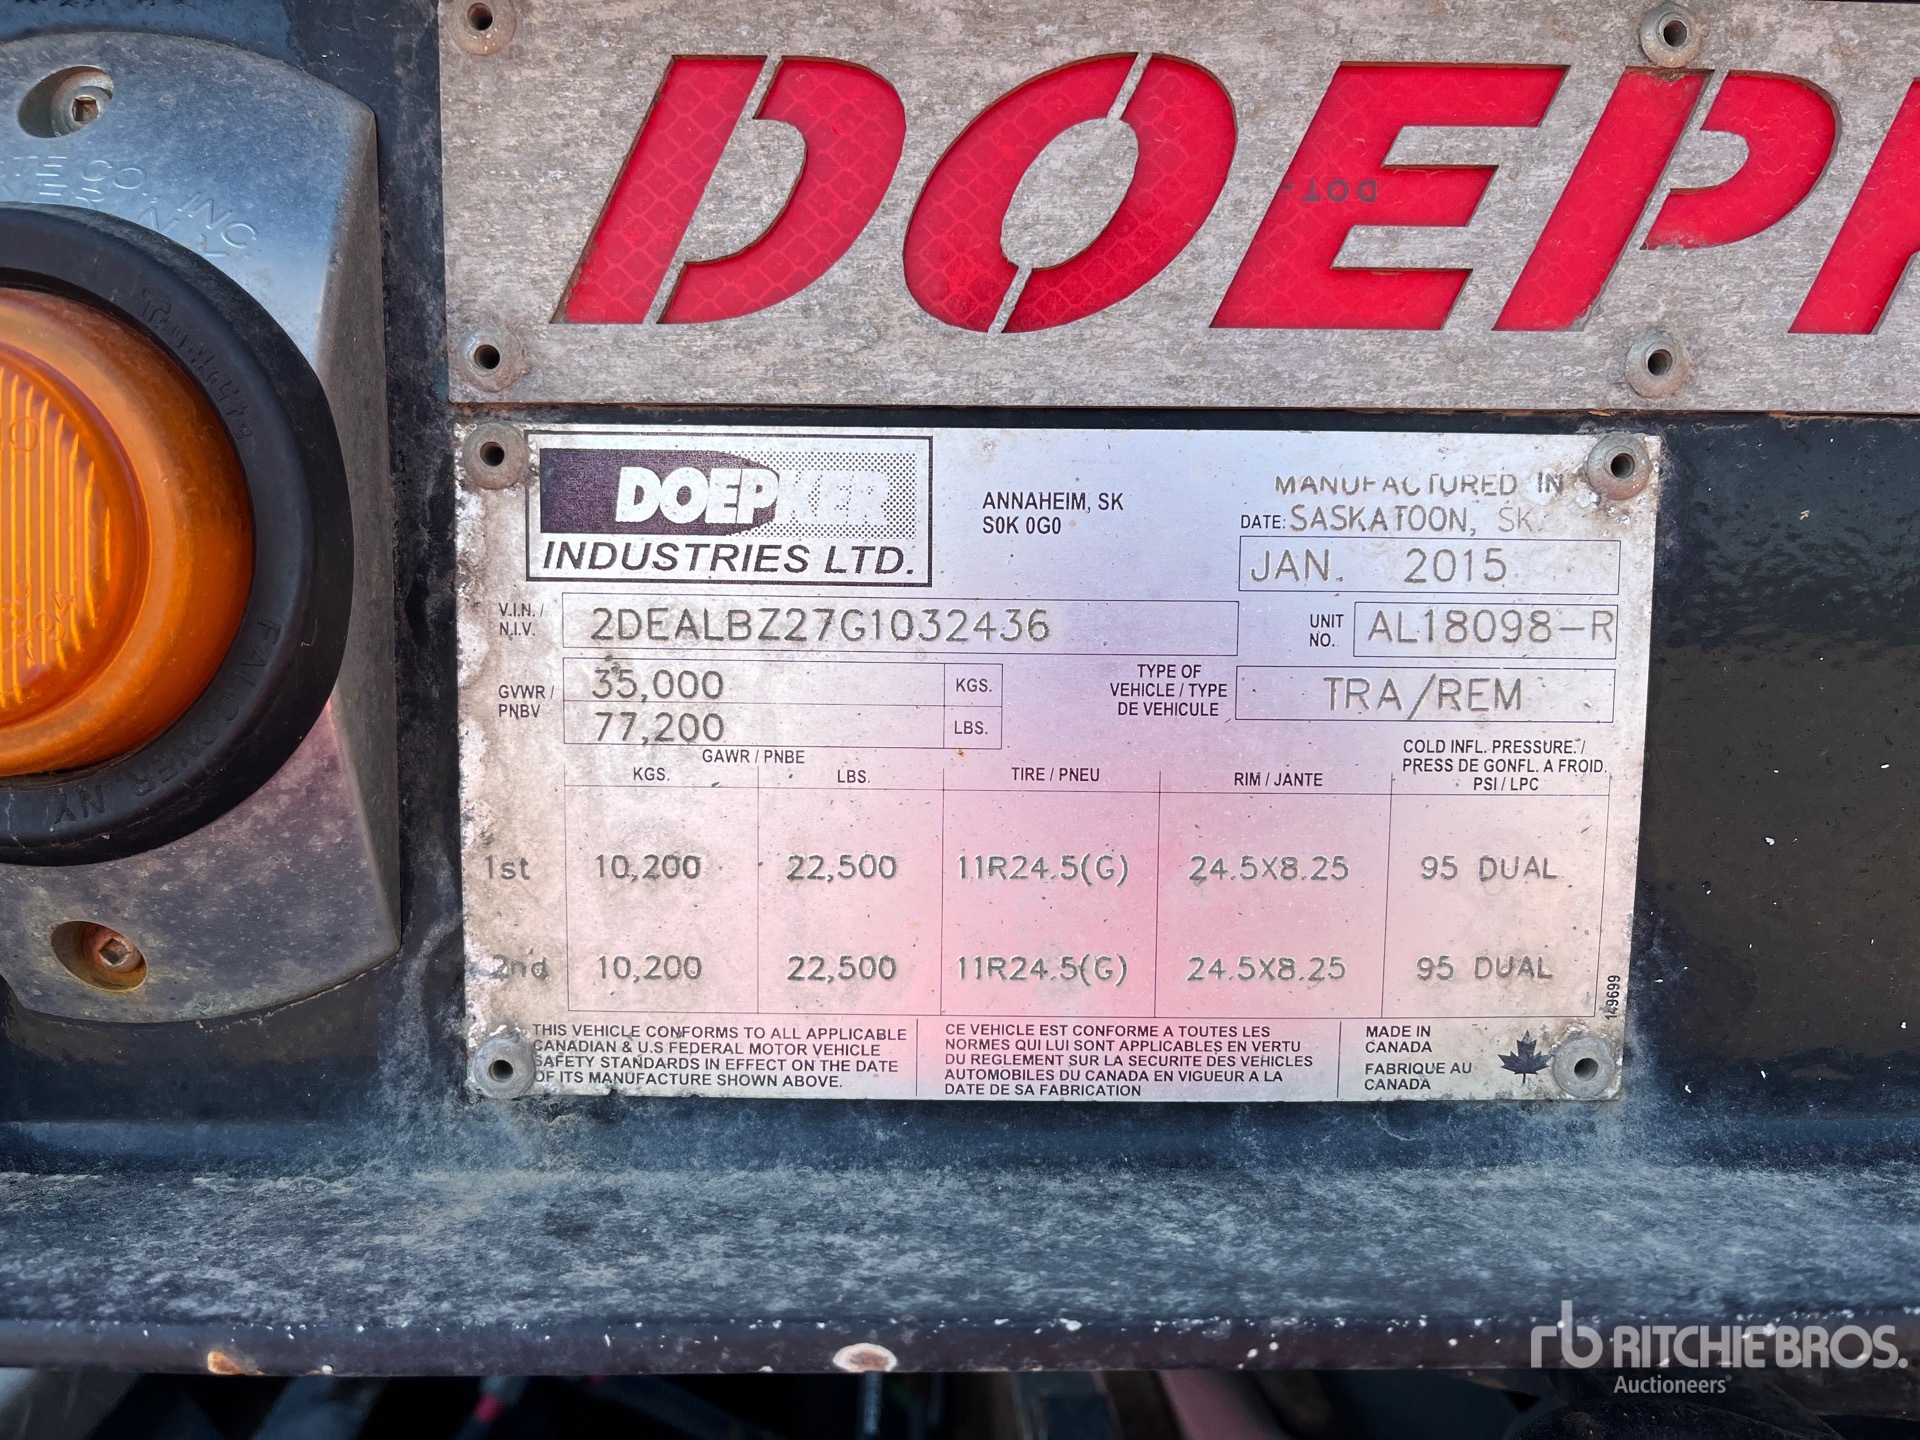 DOEP
DOT-
TE CO., INC
DOEPKER
INDUSTRIES LTD.
ANNAHEIM, SK
S0K 0G0
MANUFACTURED IN
DATE: SASKATOON, SK.
JAN. 2015
V.I.N. /
N.I.V.
2DEALBZ27G1032436
UNIT
NO.
AL18098-R
GVWR /
PNBV
35,000 KGS.
77,200 LBS.
TYPE OF
VEHICLE / TYPE
DE VEHICULE
TRA/REM
GAWR / PNBE
KGS. LBS. TIRE / PNEU RIM / JANTE
COLD INFL. PRESSURE. /
PRESS DE GONFL. A FROID.
PSI / LPC
1st 10,200 22,500 11R24.5(G) 24.5X8.25 95 DUAL
2nd 10,200 22,500 11R24.5(G) 24.5X8.25 95 DUAL
149699
THIS VEHICLE CONFORMS TO ALL APPLICABLE
CANADIAN & U.S FEDERAL MOTOR VEHICLE
SAFETY STANDARDS IN EFFECT ON THE DATE
OF ITS MANUFACTURE SHOWN ABOVE.
CE VEHICLE EST CONFORME A TOUTES LES
NORMES QUI LUI SONT APPLICABLES EN VERTU
DU REGLEMENT SUR LA SECURITE DES VEHICLES
AUTOMOBILES DU CANADA EN VIGUEUR A LA
DATE DE SA FABRICATION
MADE IN
CANADA
FABRIQUE AU
CANADA
rb RITCHIE BROS.
Auctioneers